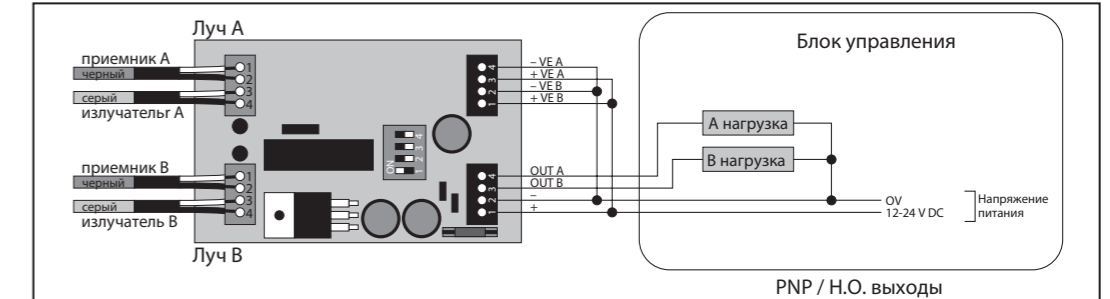 Луч A
приемник A
черный
серый
излучательr A
1
2
3
4
приемник B
черный
серый
излучатель B
1
2
3
4
Луч B
ON
1 2 3 4
4
3
2
1
– VE A
+ VE A
– VE B
+ VE B
4
3
2
1
OUT A
OUT B
–
+
Блок управления
A нагрузка
B нагрузка
OV
12-24 V DC
Напряжение
питания
PNP / Н.О. выходы